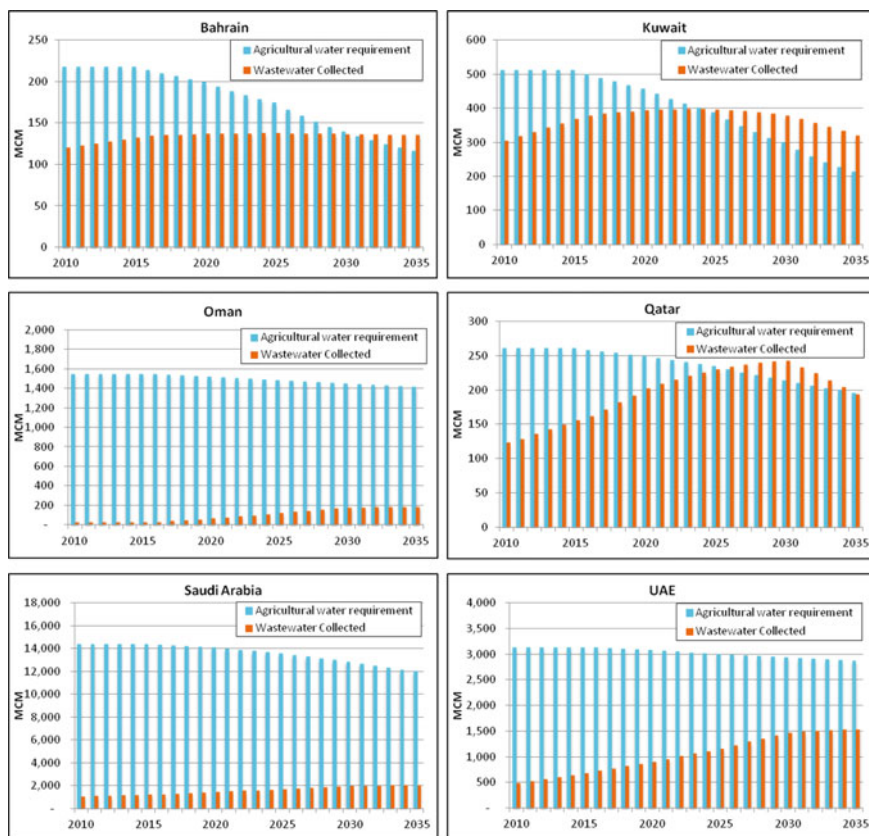 Bahrain
250
200
150
100
50
0
MCM
Agricultural water requirement
Wastewater Collected
2010 2015 2020 2025 2030 2035
Kuwait
600
500
400
300
200
100
0
MCM
Agricultural water requirement
Wastewater Collected
2010 2015 2020 2025 2030 2035
Oman
2,000
1,800
1,600
1,400
1,200
1,000
800
600
400
200
-
MCM
Agricultural water requirement
Wastewater Collected
2010 2015 2020 2025 2030 2035
Qatar
300
250
200
150
100
50
0
MCM
Agricultural water requirement
Wastewater Collected
2010 2015 2020 2025 2030 2035
Saudi Arabia
18,000
16,000
14,000
12,000
10,000
8,000
6,000
4,000
2,000
-
MCM
Agricultural water requirement
Wastewater Collected
2010 2015 2020 2025 2030 2035
UAE
4,000
3,500
3,000
2,500
2,000
1,500
1,000
500
-
MCM
Agricultural water requirement
Wastewater Collected
2010 2015 2020 2025 2030 2035